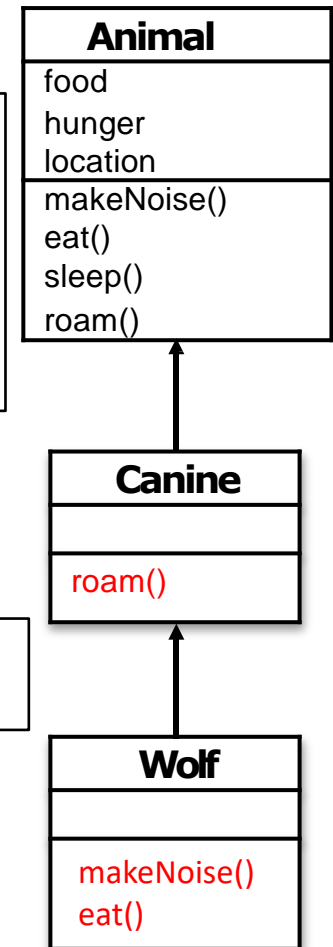 Animal
food
hunger
location
makeNoise()
eat()
sleep()
roam()
Canine
roam()
Wolf
makeNoise()
eat()